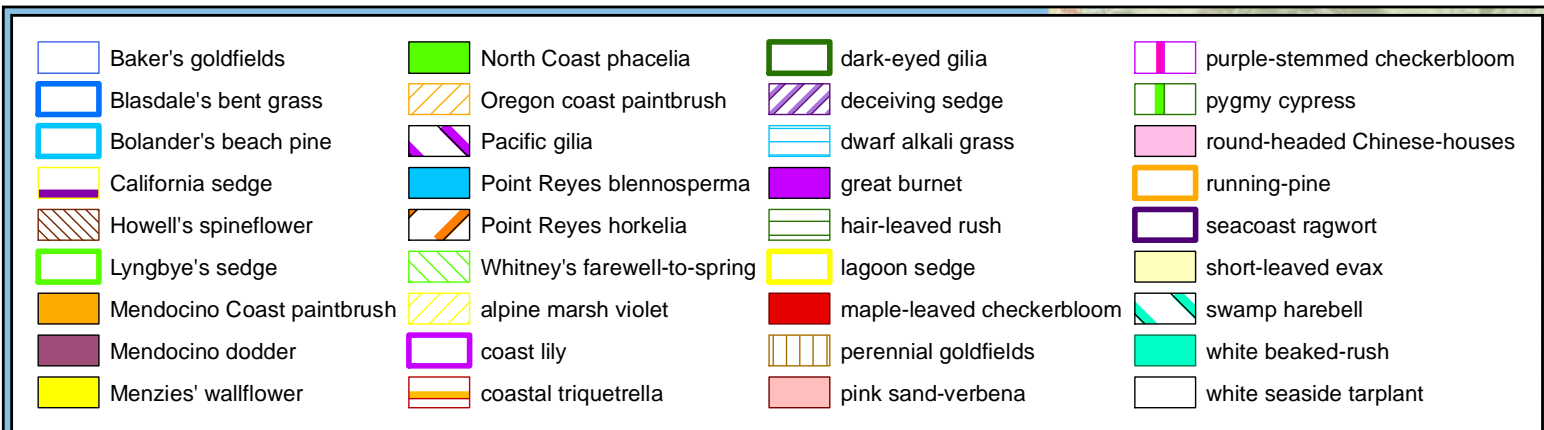 Baker's goldfields
Blasdale's bent grass
Bolander's beach pine
California sedge
Howell's spineflower
Lyngbye's sedge
Mendocino Coast paintbrush
Mendocino dodder
Menzies' wallflower
North Coast phacelia
Oregon coast paintbrush
Pacific gilia
Point Reyes blennosperma
Point Reyes horkelia
Whitney's farewell-to-spring
alpine marsh violet
coast lily
coastal triquetrella
dark-eyed gilia
deceiving sedge
dwarf alkali grass
great burnet
hair-leaved rush
lagoon sedge
maple-leaved checkerbloom
perennial goldfields
pink sand-verbena
purple-stemmed checkerbloom
pygmy cypress
round-headed Chinese-houses
running-pine
seacoast ragwort
short-leaved evax
swamp harebell
white beaked-rush
white seaside tarplant